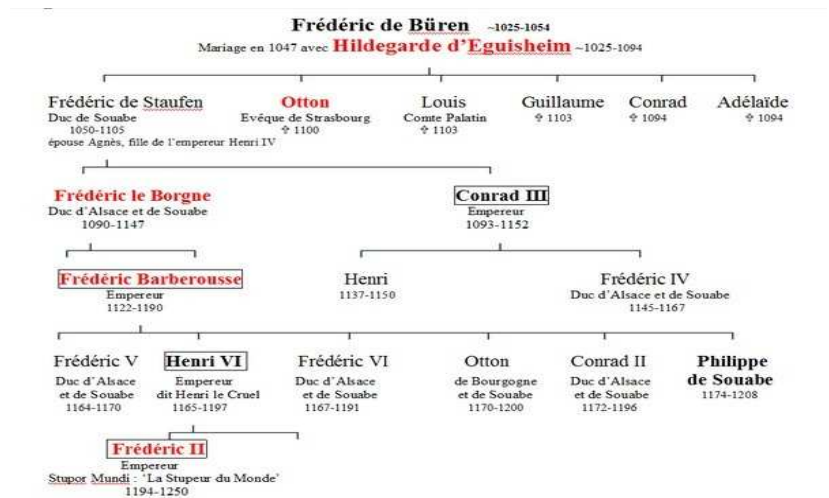 Frédéric de Büren ~1025-1054
Mariage en 1047 avec Hildegarde d'Eguisheim ~1025-1094
Frédéric de Staufen Otton Louis Guillaume Conrad Adélaïde
Duc de Souabe Evéque de Strasbourg Comte Palatin ✞ 1103 ✞ 1094 ✞ 1094
1050-1105 ✞ 1100 ✞ 1103
épouse Agnès, fille de l'empereur Henri IV
Frédéric le Borgne Conrad III
Duc d'Alsace et de Souabe Empereur
1090-1147 1093-1152
Frédéric Barberousse Henri Frédéric IV
Empereur 1137-1150 Duc d'Alsace et de Souabe
1122-1190 1145-1167
Frédéric V Henri VI Frédéric VI Otton Conrad II Philippe
de Souabe
Duc d'Alsace Empereur Duc d'Alsace de Bourgogne Duc d'Alsace
et de Souabe dit Henri le Cruel et de Souabe et de Souabe et de Souabe 1174-1208
1164-1170 1165-1197 1167-1191 1170-1200 1172-1196
Frédéric II
Empereur
Stupor Mundi : 'La Stupeur du Monde'
1194-1250